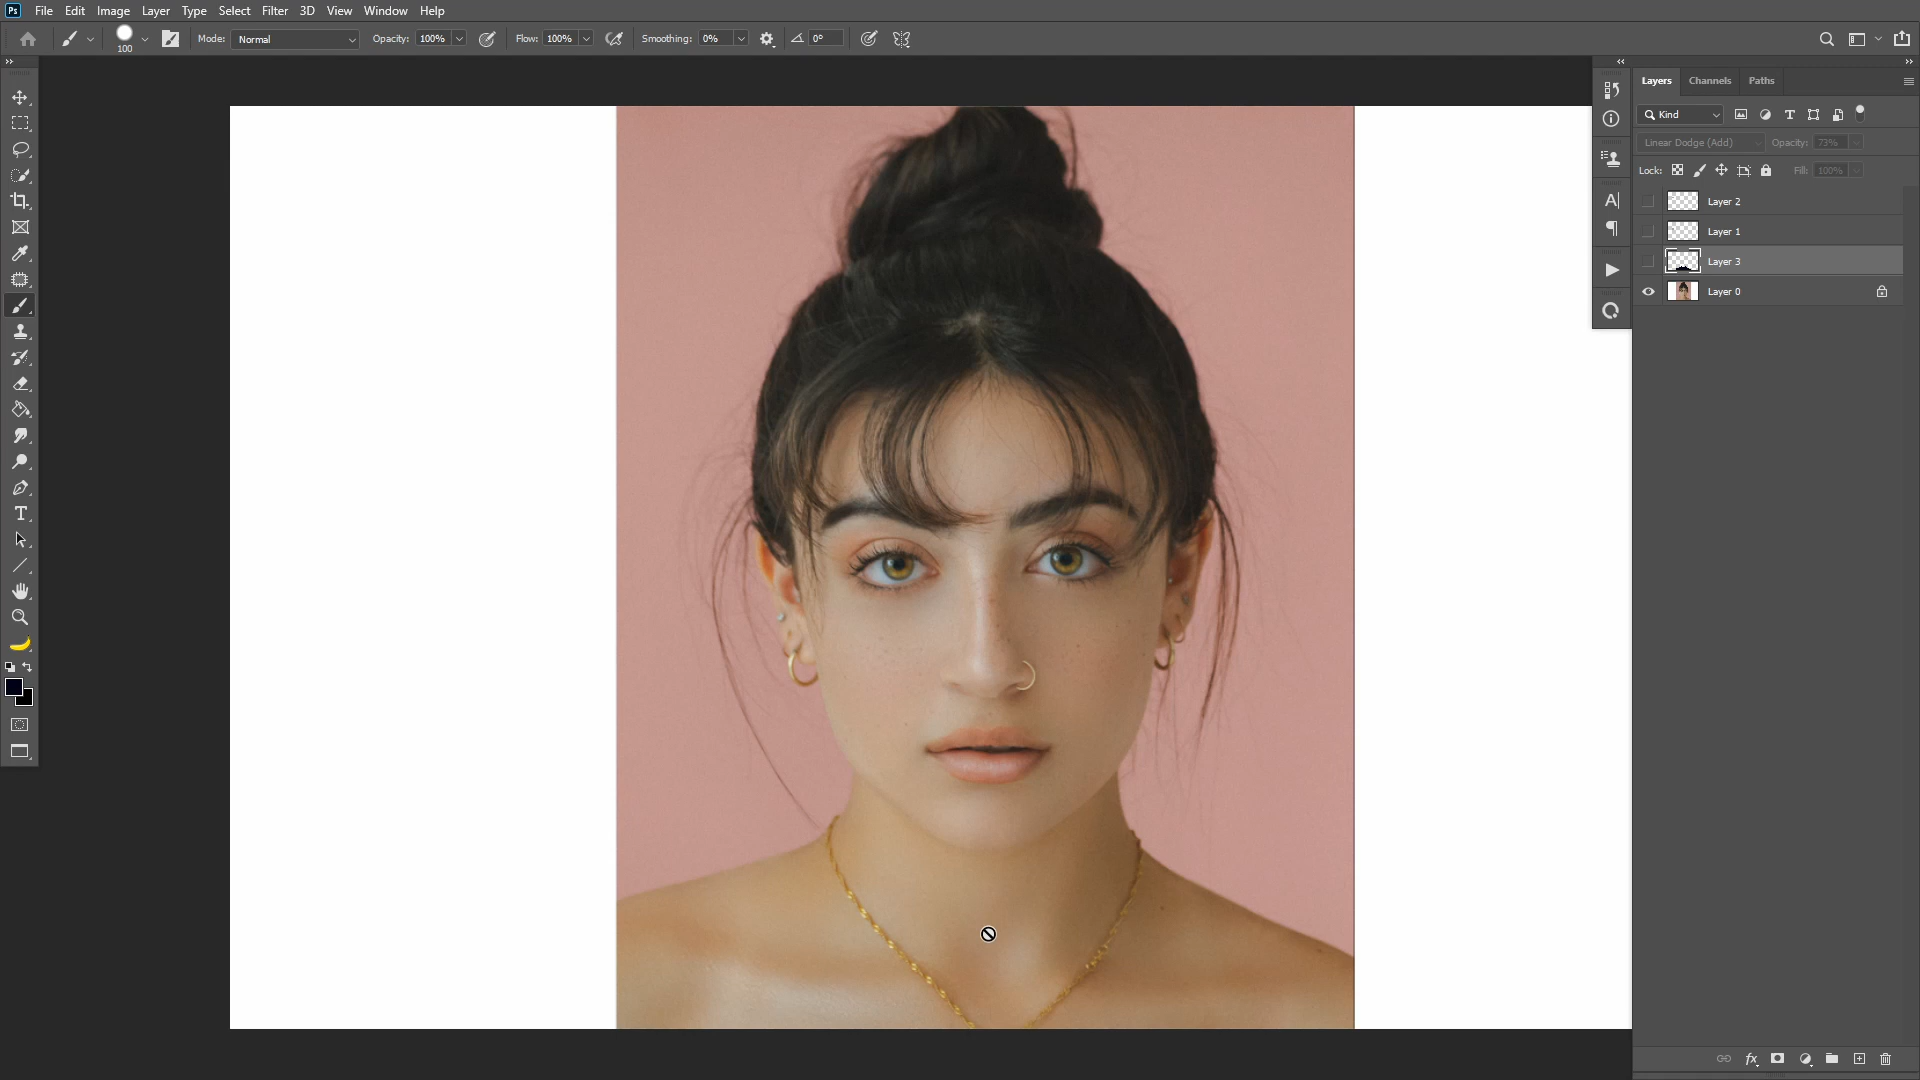 Ps File Edit Image Layer Type Select Filter 3D View Window Help
100 Mode: Normal Opacity: 100% Flow: 100% Smoothing: 0% 0°
Layers Channels Paths
Kind T
Linear Dodge (Add) Opacity: 73%
Lock: Fill: 100%
Layer 2
Layer 1
Layer 3
Layer 0
A
¶
T
fx